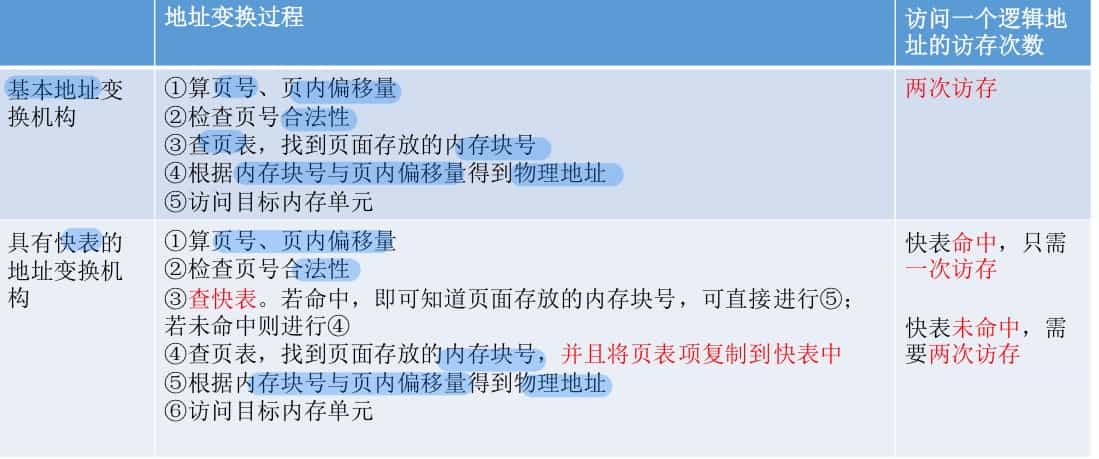 地址变换过程
访问一个逻辑地
址的访存次数
基本地址变
换机构
①算页号、页内偏移量
②检查页号合法性
③查页表，找到页面存放的内存块号
④根据内存块号与页内偏移量得到物理地址
⑤访问目标内存单元
两次访存
具有快表的
地址变换机
构
①算页号、页内偏移量
②检查页号合法性
③查快表。若命中，即可知道页面存放的内存块号，可直接进行⑤；
若未命中则进行④
④查页表，找到页面存放的内存块号，并且将页表项复制到快表中
⑤根据内存块号与页内偏移量得到物理地址
⑥访问目标内存单元
快表命中，只需
一次访存
快表未命中，需
要两次访存